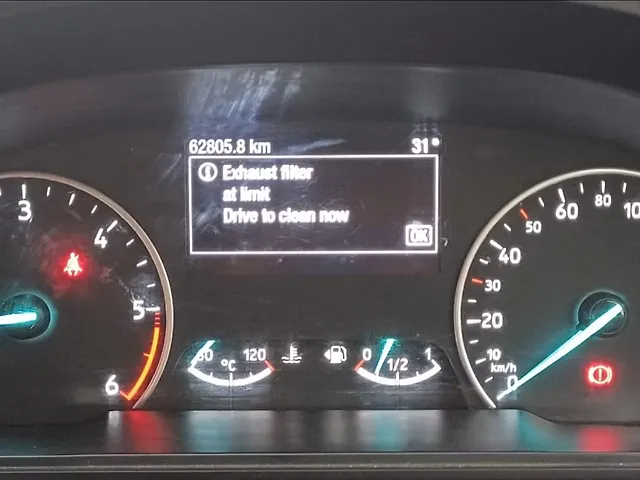 62805.8 km 31°
Exhaust filter
at limit
Drive to clean now
OK
3
4
5
6
°C 120
0 1/2 1
0
10
20
30
40
50
60
80
km/h